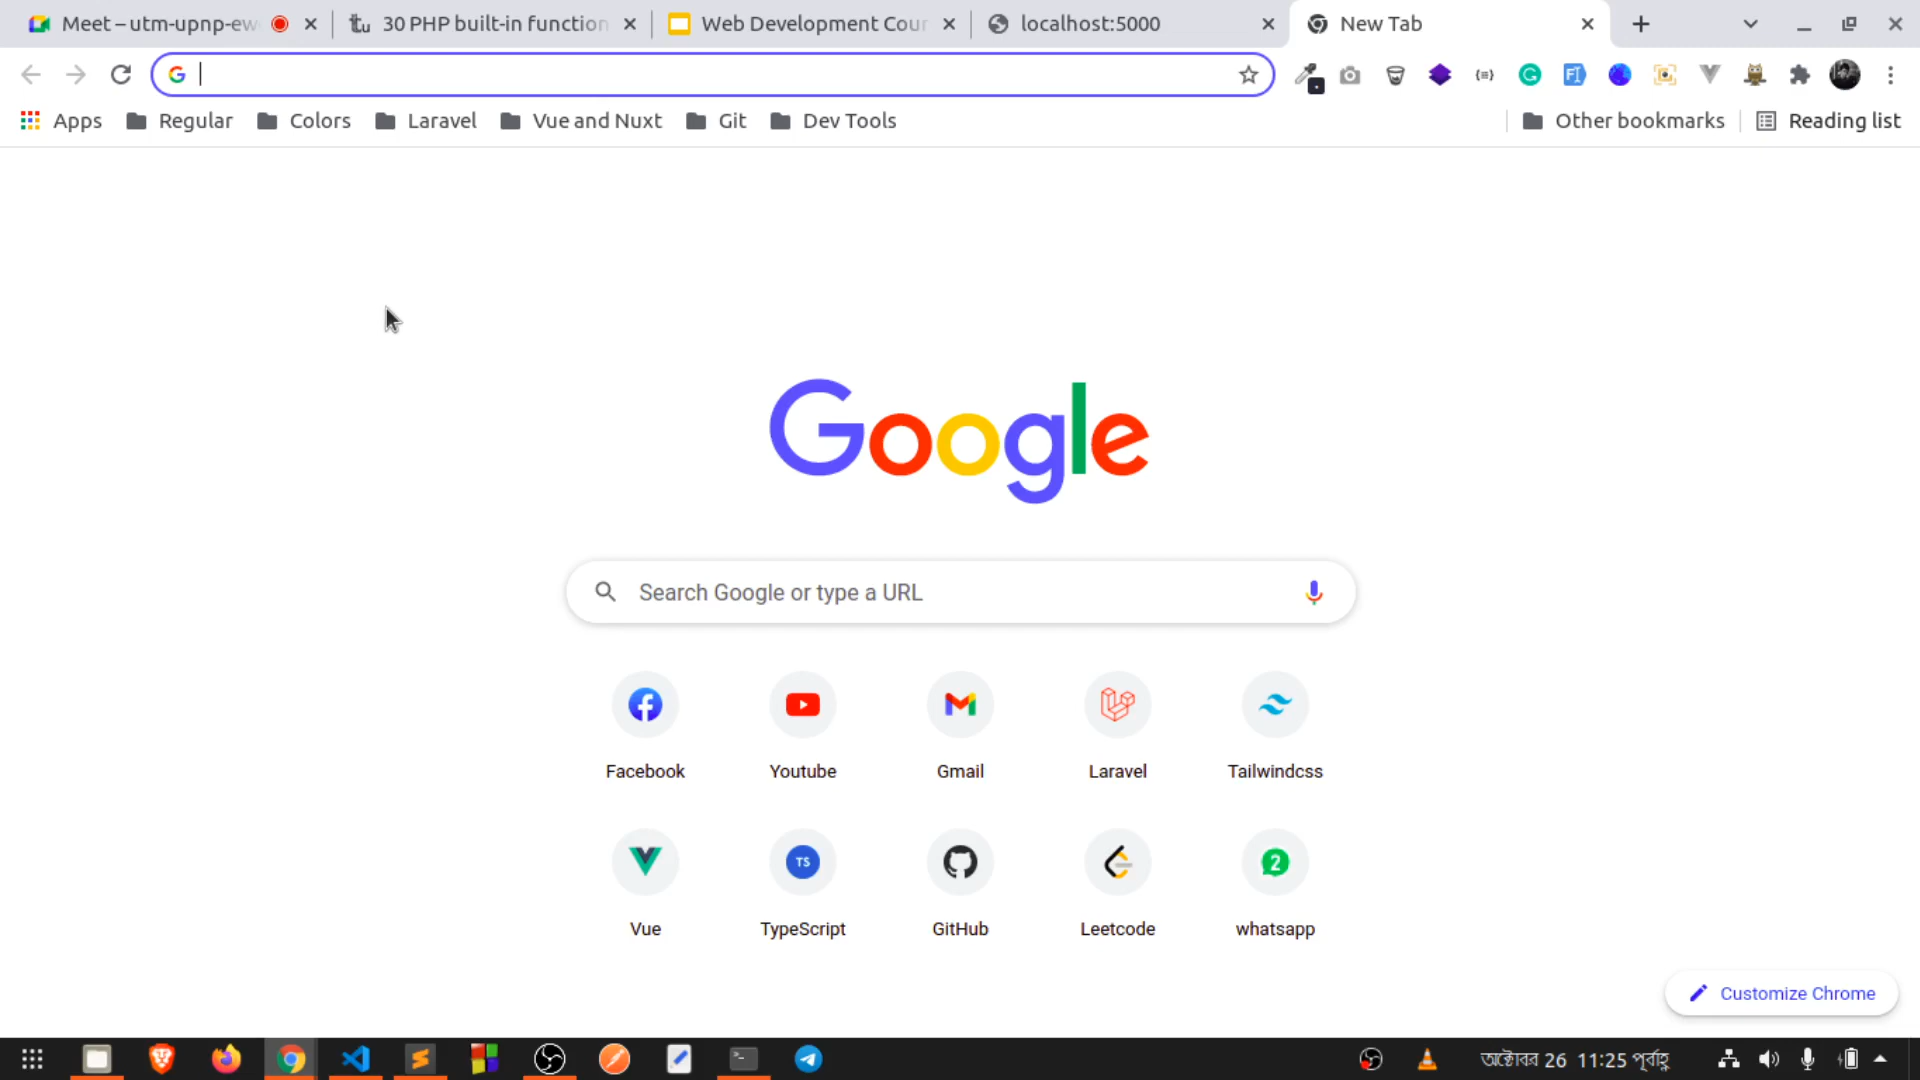 Meet – utm-upnp-ew
30 PHP built-in function
Web Development Cour
localhost:5000
New Tab
Apps
Regular
Colors
Laravel
Vue and Nuxt
Git
Dev Tools
Other bookmarks
Reading list
Google
Search Google or type a URL
Facebook
Youtube
Gmail
Laravel
Tailwindcss
Vue
TypeScript
GitHub
Leetcode
whatsapp
Customize Chrome
অক্টোবর 26 11:25 পূর্বাহ্ণ